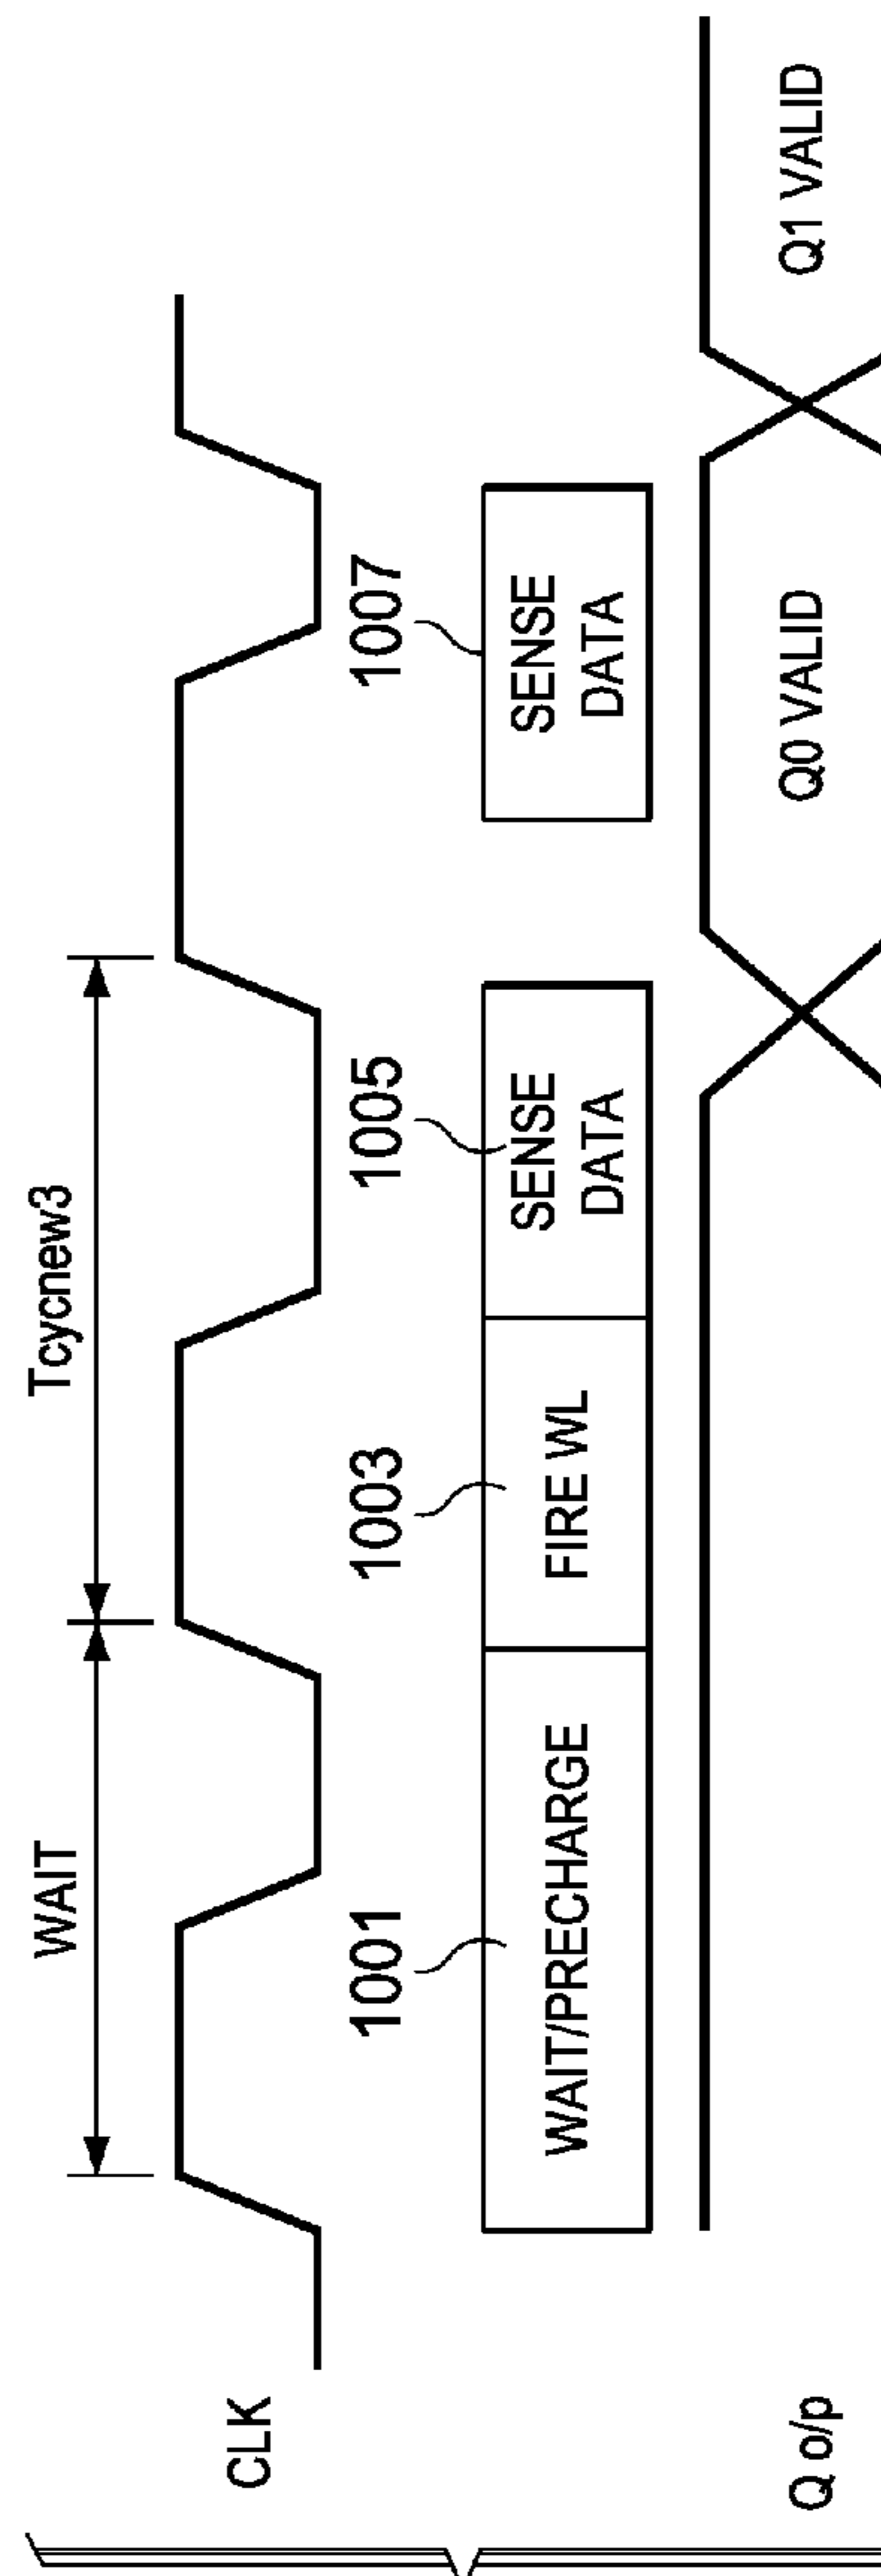 WAIT
Tcycnew3
CLK
1001
1003
1005
1007
WAIT/PRECHARGE
FIRE WL
SENSE
DATA
SENSE
DATA
Q o/p
Q0 VALID
Q1 VALID